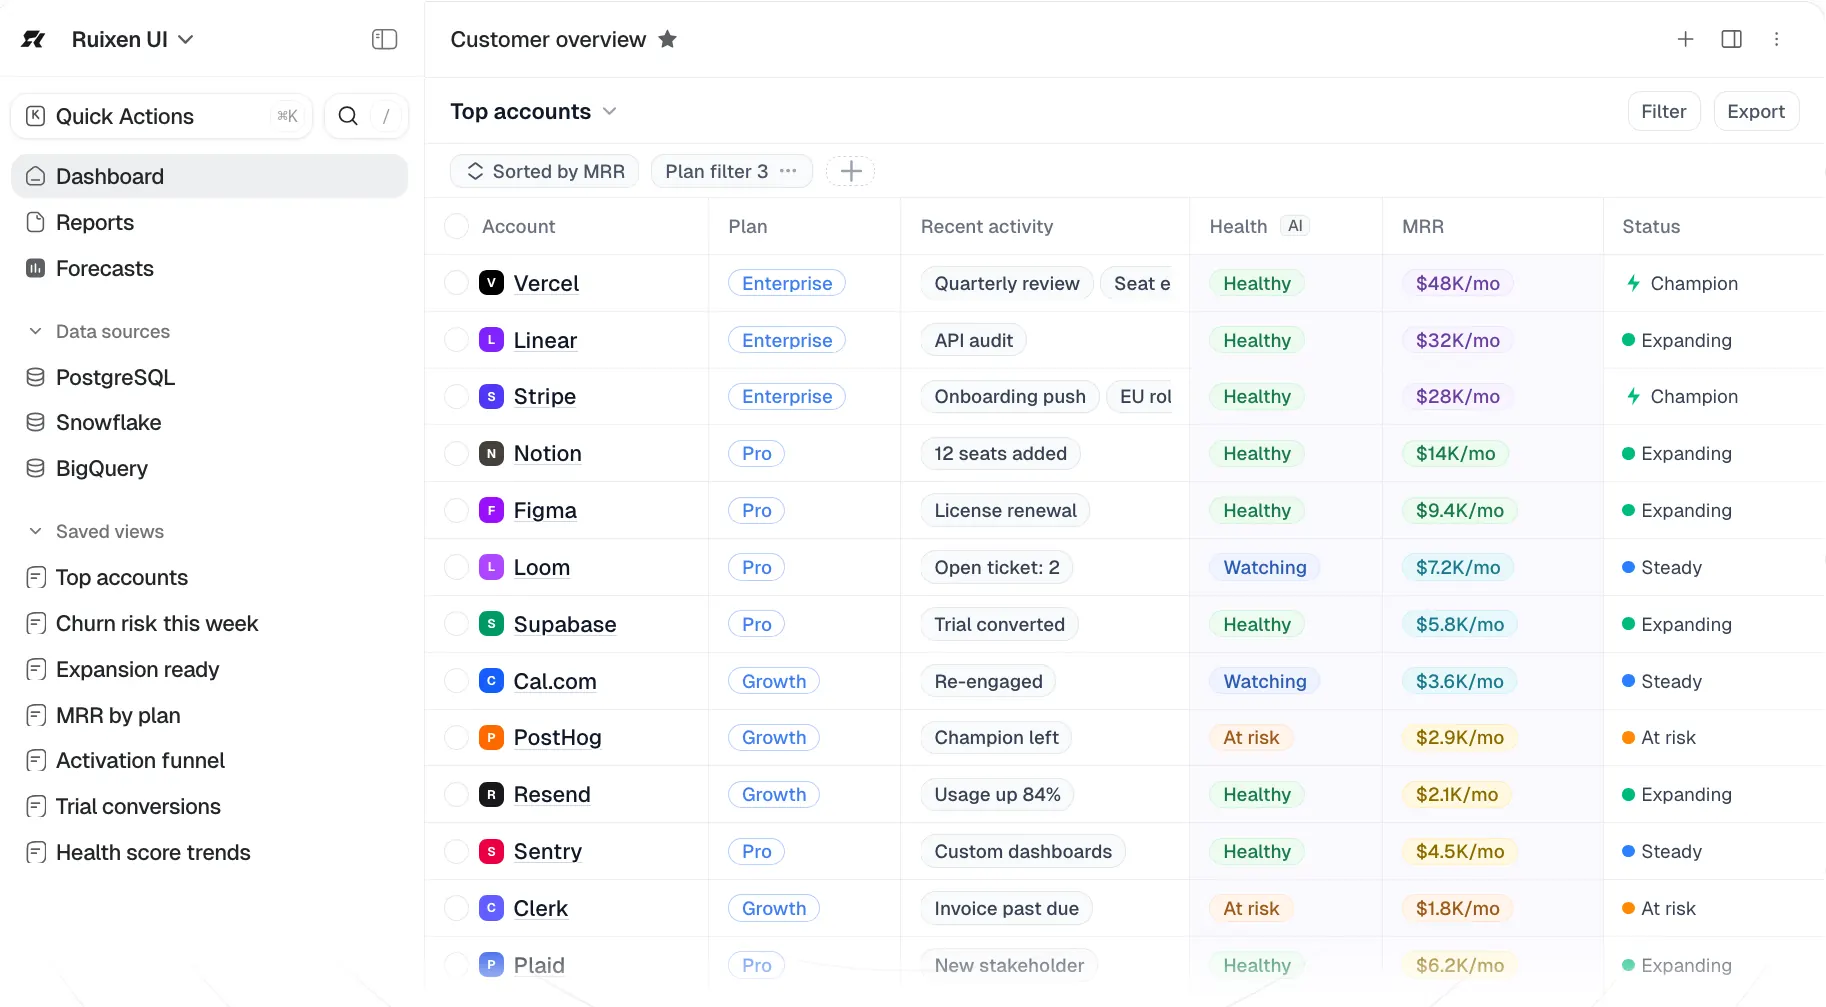 Ruixen UI
K Quick Actions ⌘K /
Dashboard
Reports
Forecasts
Data sources
PostgreSQL
Snowflake
BigQuery
Saved views
Top accounts
Churn risk this week
Expansion ready
MRR by plan
Activation funnel
Trial conversions
Health score trends
Customer overview
Top accounts Filter Export
Sorted by MRR Plan filter 3
Account Plan Recent activity Health AI MRR Status
V Vercel Enterprise Quarterly review Seat e Healthy $48K/mo Champion
L Linear Enterprise API audit Healthy $32K/mo Expanding
S Stripe Enterprise Onboarding push EU rol Healthy $28K/mo Champion
N Notion Pro 12 seats added Healthy $14K/mo Expanding
F Figma Pro License renewal Healthy $9.4K/mo Expanding
L Loom Pro Open ticket: 2 Watching $7.2K/mo Steady
S Supabase Pro Trial converted Healthy $5.8K/mo Expanding
C Cal.com Growth Re-engaged Watching $3.6K/mo Steady
P PostHog Growth Champion left At risk $2.9K/mo At risk
R Resend Growth Usage up 84% Healthy $2.1K/mo Expanding
S Sentry Pro Custom dashboards Healthy $4.5K/mo Steady
C Clerk Growth Invoice past due At risk $1.8K/mo At risk
P Plaid Pro New stakeholder Healthy $6.2K/mo Expanding